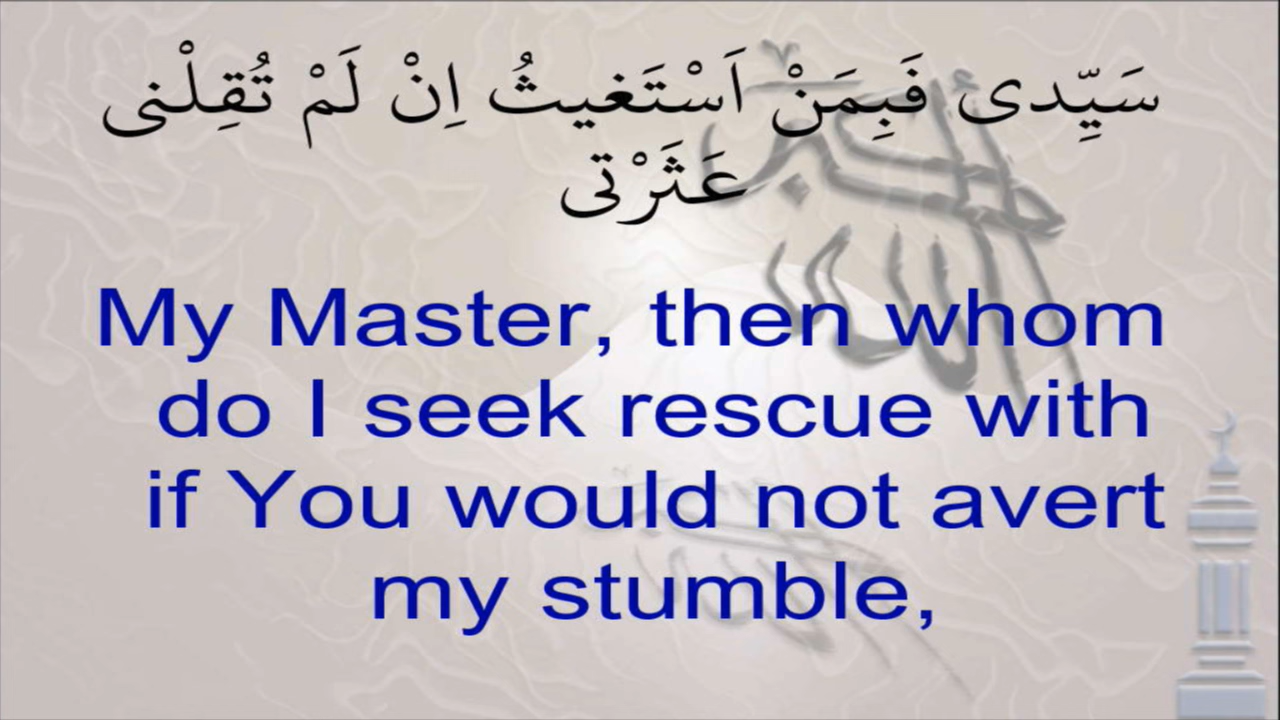 سَيِّدى فَبِمَنْ اَسْتَغيثُ اِنْ لَمْ تُقِلْنى
عَثَرْتى
My Master, then whom
do I seek rescue with
if You would not avert
my stumble,